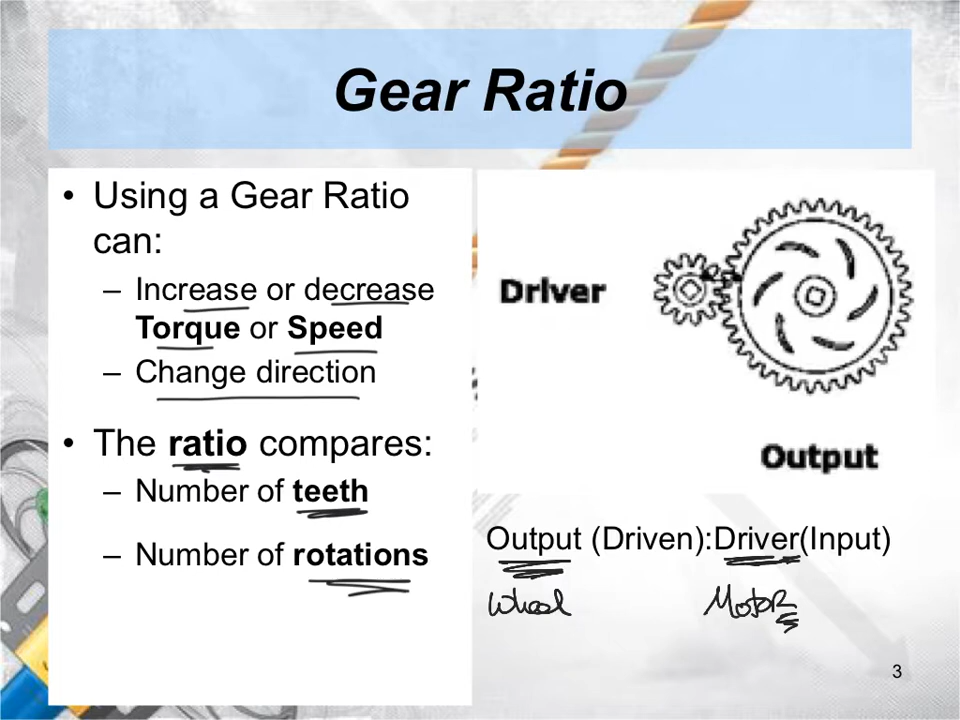 Gear Ratio
• Using a Gear Ratio
can:
– Increase or decrease
Torque or Speed
– Change direction
• The ratio compares:
– Number of teeth
– Number of rotations
Driver
Output
Output (Driven):Driver(Input)
Wheel
Motor
3